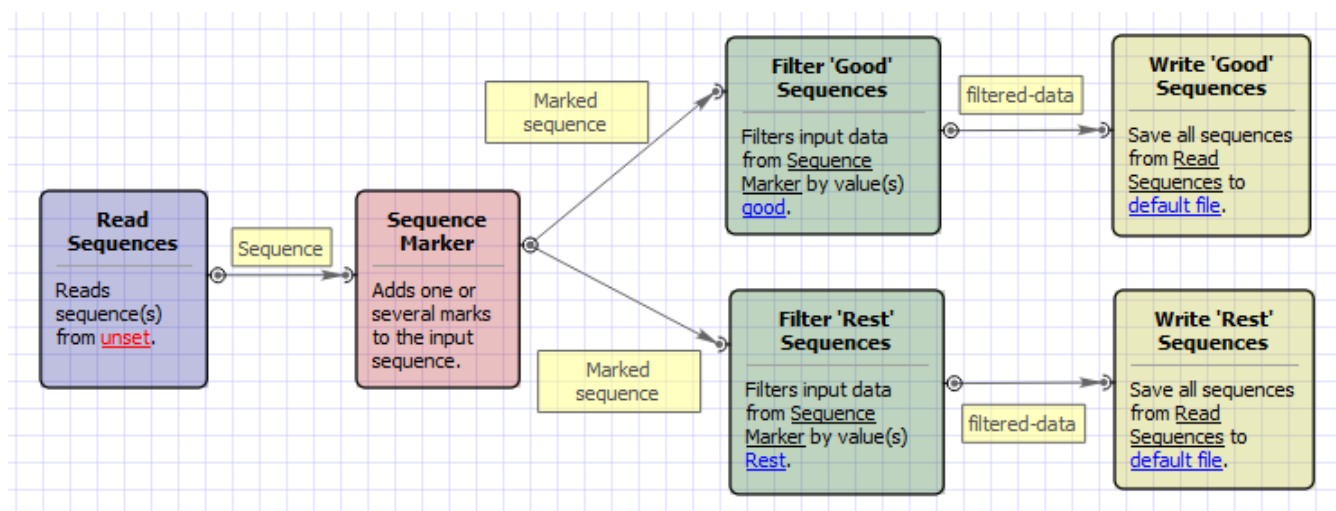 Read
Sequences
Reads
sequence(s)
from unset.
Sequence
Sequence
Marker
Adds one or
several marks
to the input
sequence.
Marked
sequence
Filter 'Good'
Sequences
Filters input data
from Sequence
Marker by value(s)
good.
filtered-data
Write 'Good'
Sequences
Save all sequences
from Read
Sequences to
default file.
Marked
sequence
Filter 'Rest'
Sequences
Filters input data
from Sequence
Marker by value(s)
Rest.
filtered-data
Write 'Rest'
Sequences
Save all sequences
from Read
Sequences to
default file.